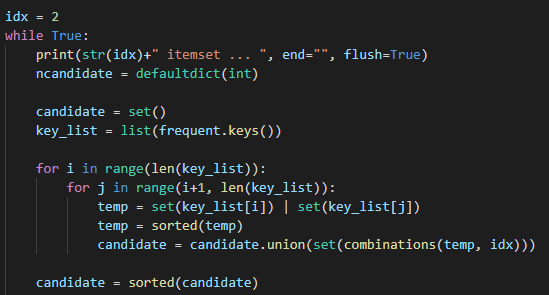 idx = 2
while True:
    print(str(idx)+" itemset ... ", end="", flush=True)
    ncandidate = defaultdict(int)

    candidate = set()
    key_list = list(frequent.keys())

    for i in range(len(key_list)):
        for j in range(i+1, len(key_list)):
            temp = set(key_list[i]) | set(key_list[j])
            temp = sorted(temp)
            candidate = candidate.union(set(combinations(temp, idx)))

    candidate = sorted(candidate)